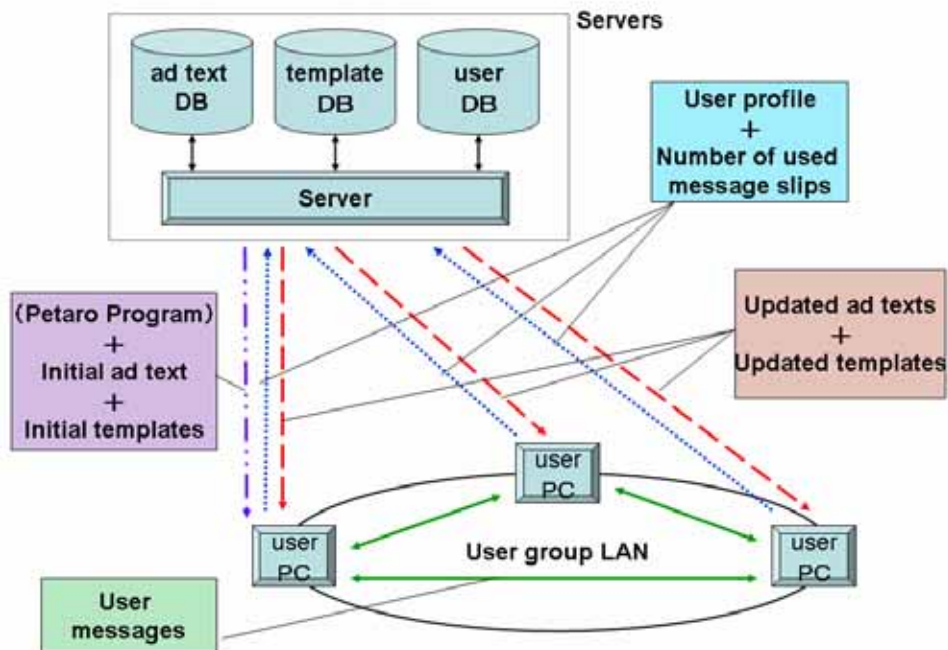 Servers
ad text
DB
template
DB
user
DB
Server
User profile
+
Number of used
message slips
(Petaro Program)
+
Initial ad text
+
Initial templates
Updated ad texts
+
Updated templates
user
PC
user
PC
User group LAN
user
PC
User
messages